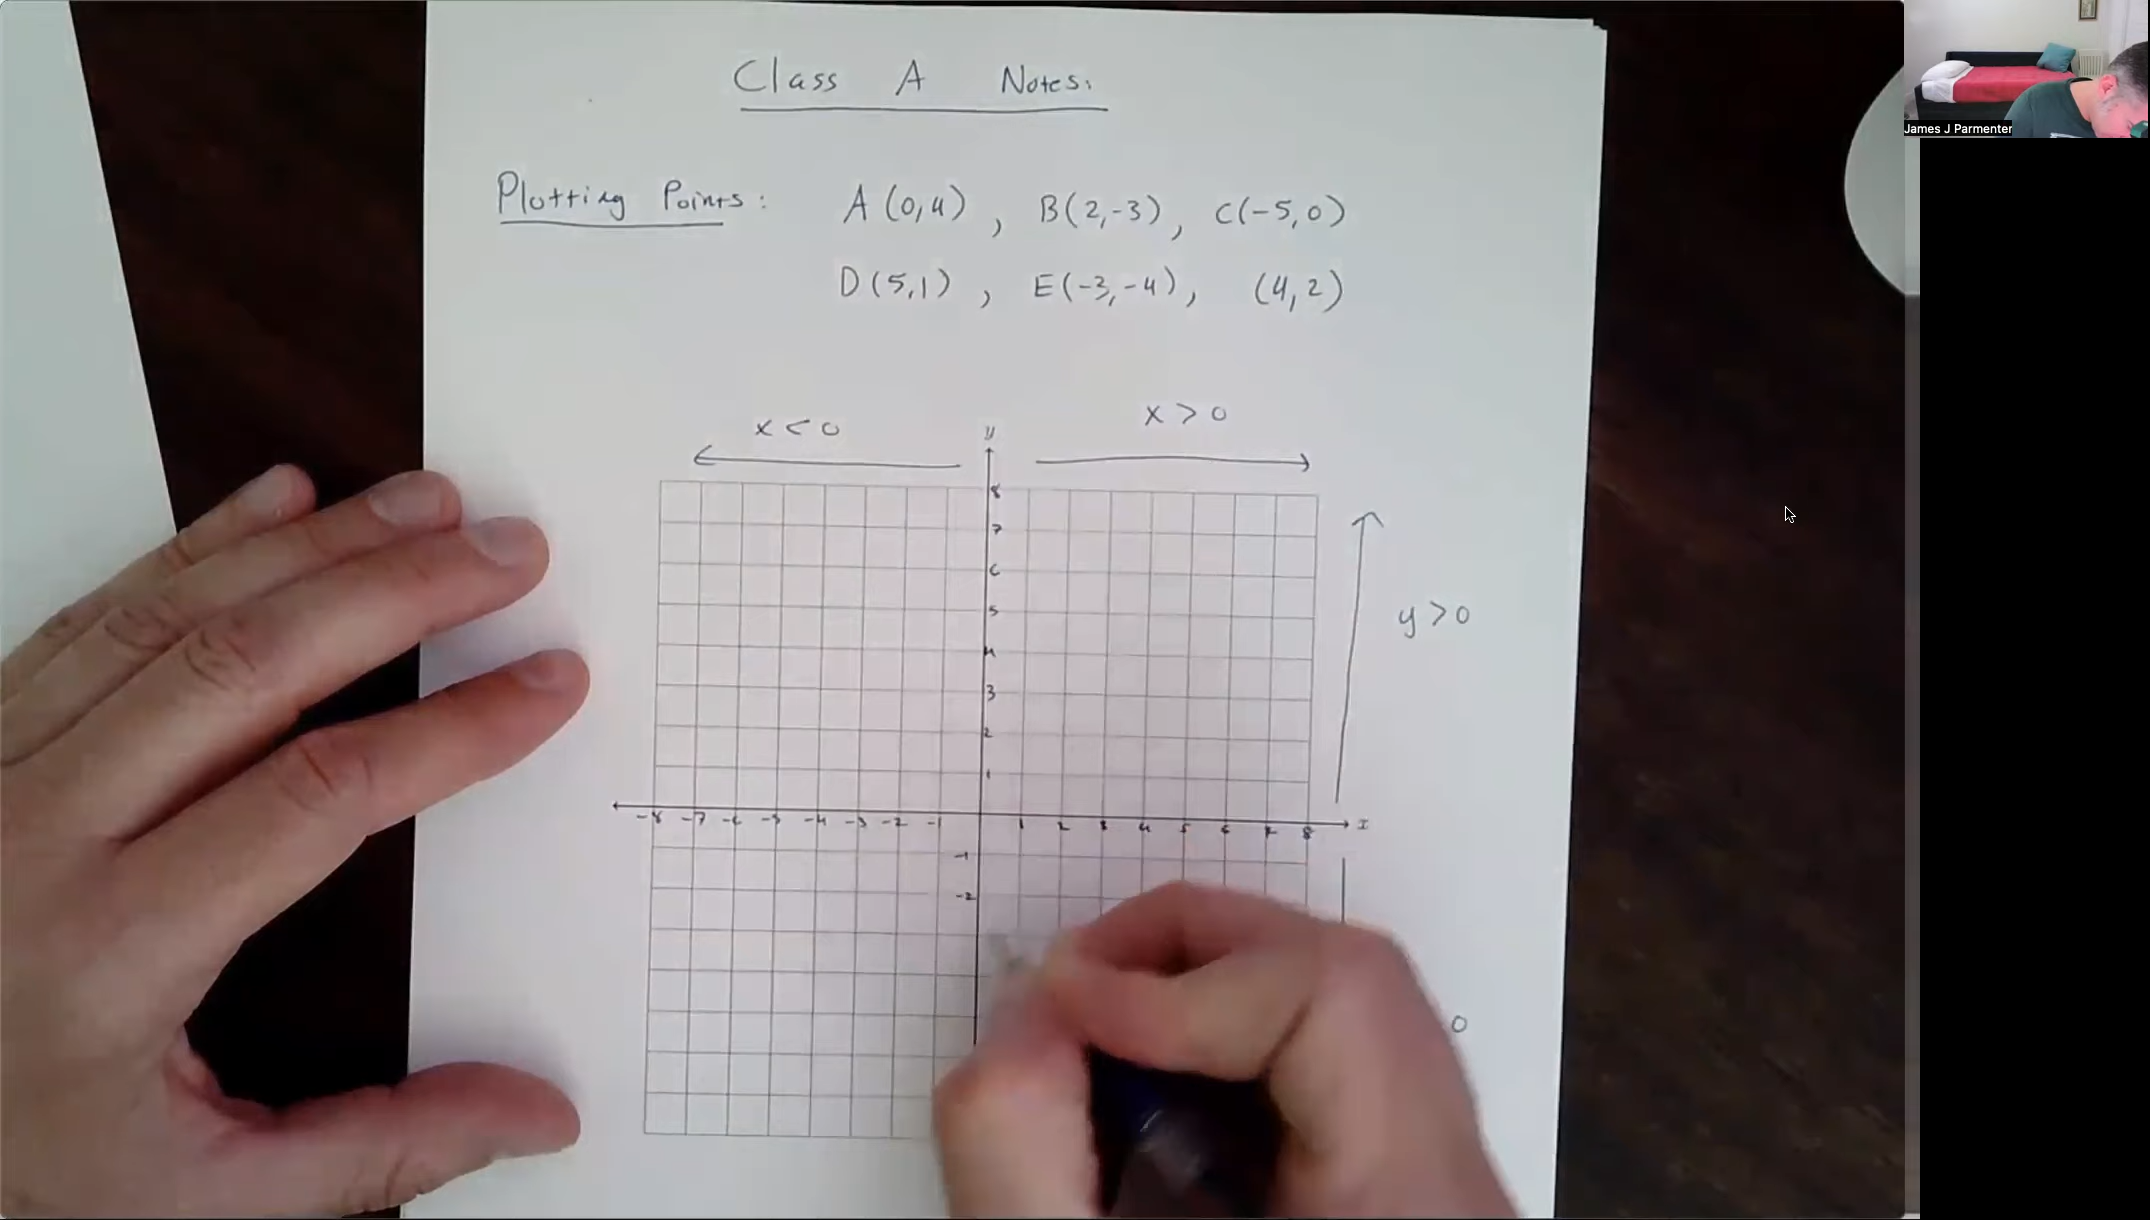 Class A Notes:
James J Parmenter
Plotting Points: A(0,4), B(2,-3), C(-5,0)
D(5,1), E(-3,-4), (4,2)
x < 0
x > 0
y
8
7
6
5
y > 0
4
3
2
1
-8 -7 -6 -5 -4 -3 -2 -1 1 2 3 4 5 6 7 8 x
-1
-2
0